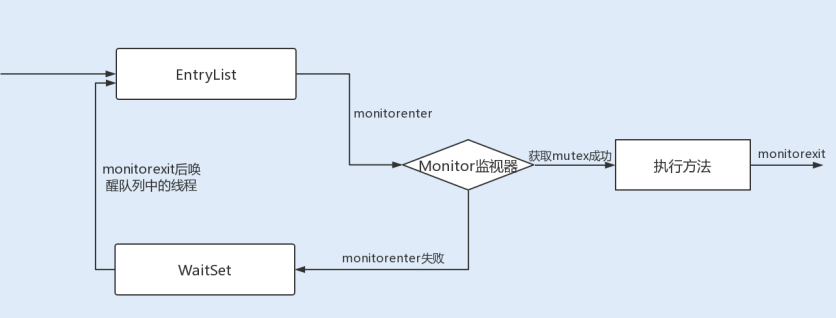 EntryList
monitorenter
Monitor监视器
获取mutex成功
执行方法
monitorexit
monitorexit后唤
醒队列中的线程
monitorenter失败
WaitSet